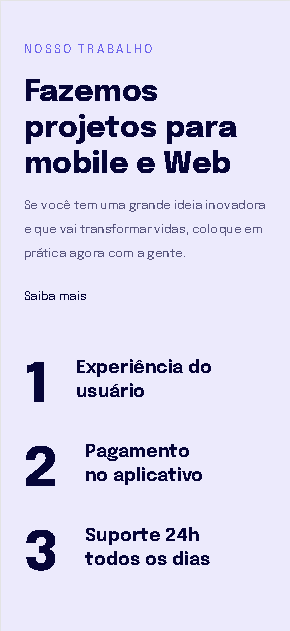 NOSSO TRABALHO
Fazemos
projetos para
mobile e Web
Se você tem uma grande ideia inovadora
e que vai transformar vidas, coloque em
prática agora com a gente.
Saiba mais
1 Experiência do
usuário
2 Pagamento
no aplicativo
3 Suporte 24h
todos os dias